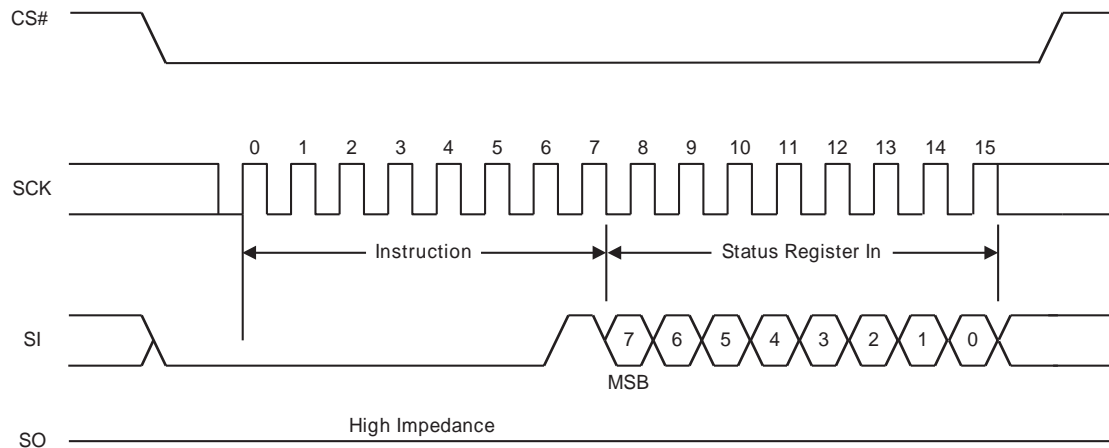 CS#
0 1 2 3 4 5 6 7 8 9 10 11 12 13 14 15
SCK
Instruction Status Register In
SI 7 6 5 4 3 2 1 0
MSB
High Impedance
SO